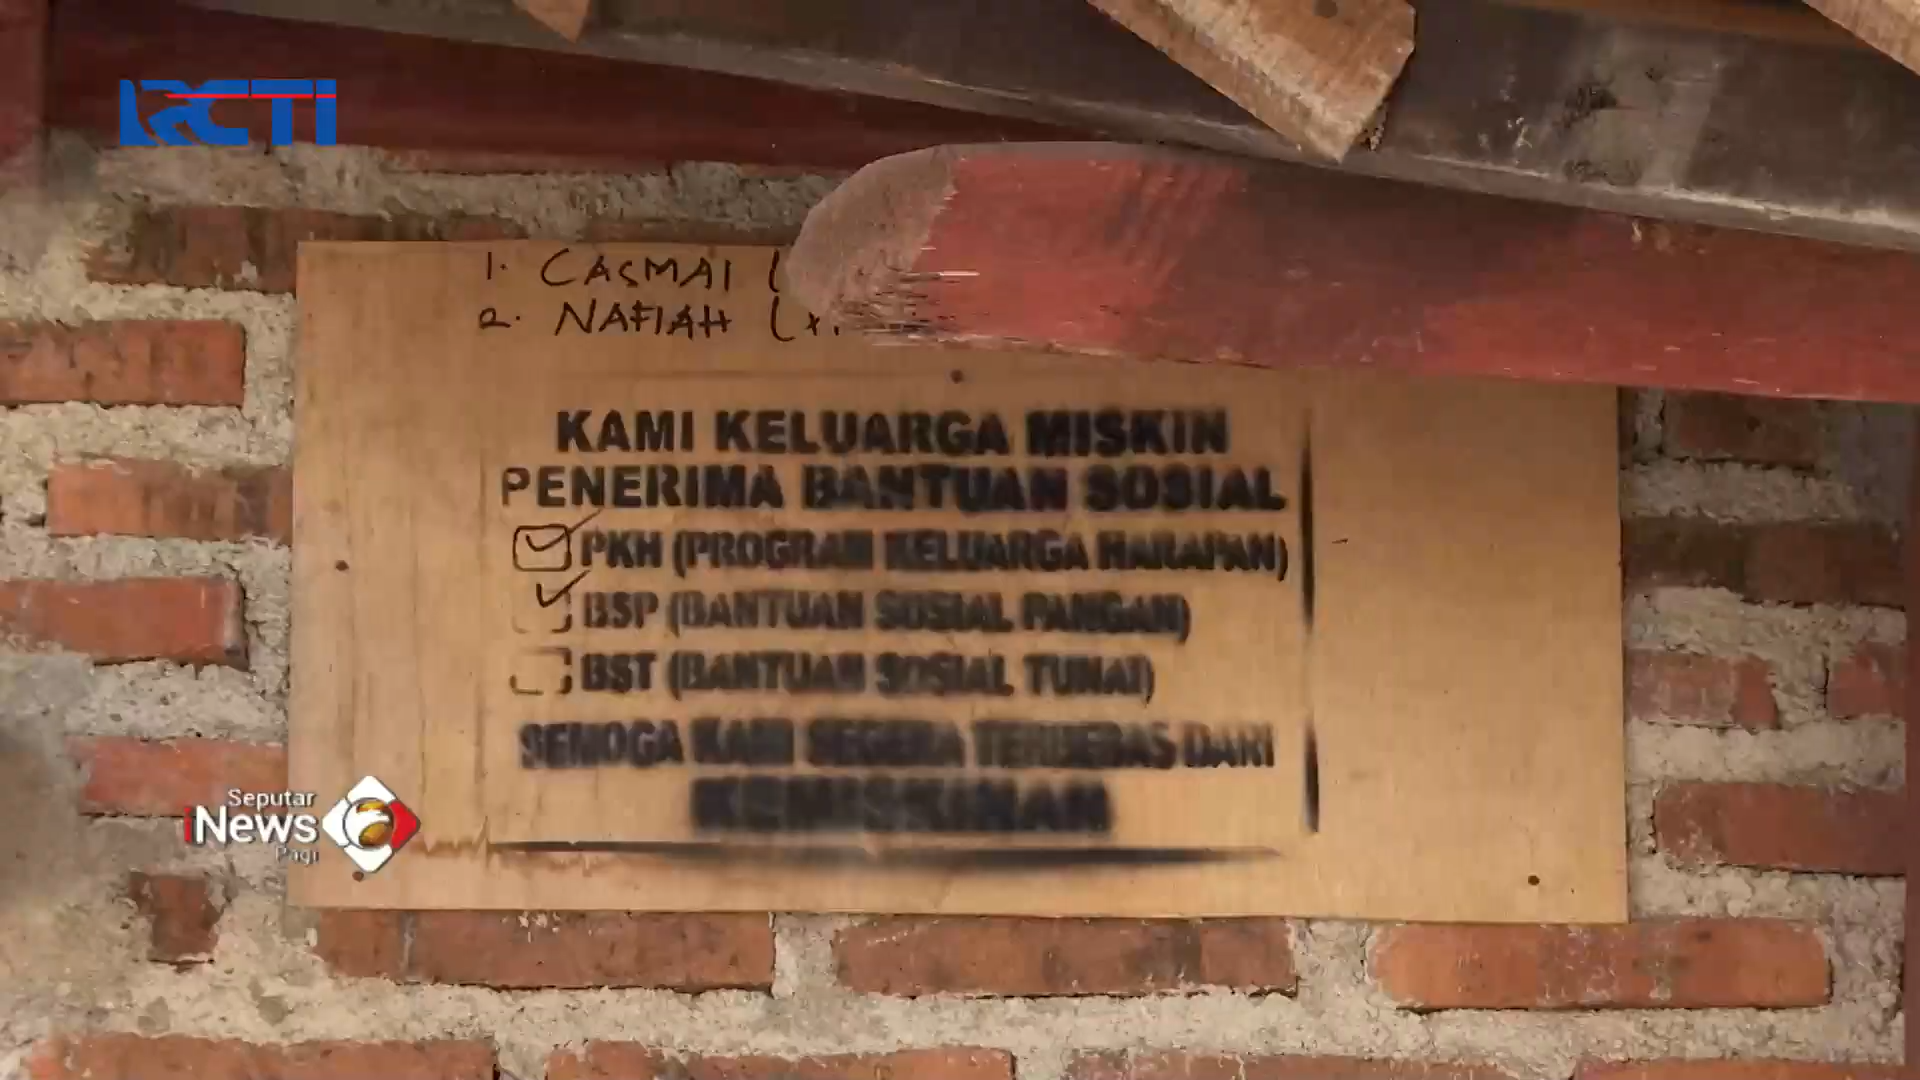 RCTI
1. CASMAI (
2. NAFIAH (
KAMI KELUARGA MISKIN
PENERIMA BANTUAN SOSIAL
PKH (PROGRAM KELUARGA HARAPAN)
BSP (BANTUAN SOSIAL PANGAN)
BST (BANTUAN SOSIAL TUNAI)
SEMOGA KAMI SEGERA TERBEBAS DARI
KEMISKINAN
Seputar
iNews
Pagi